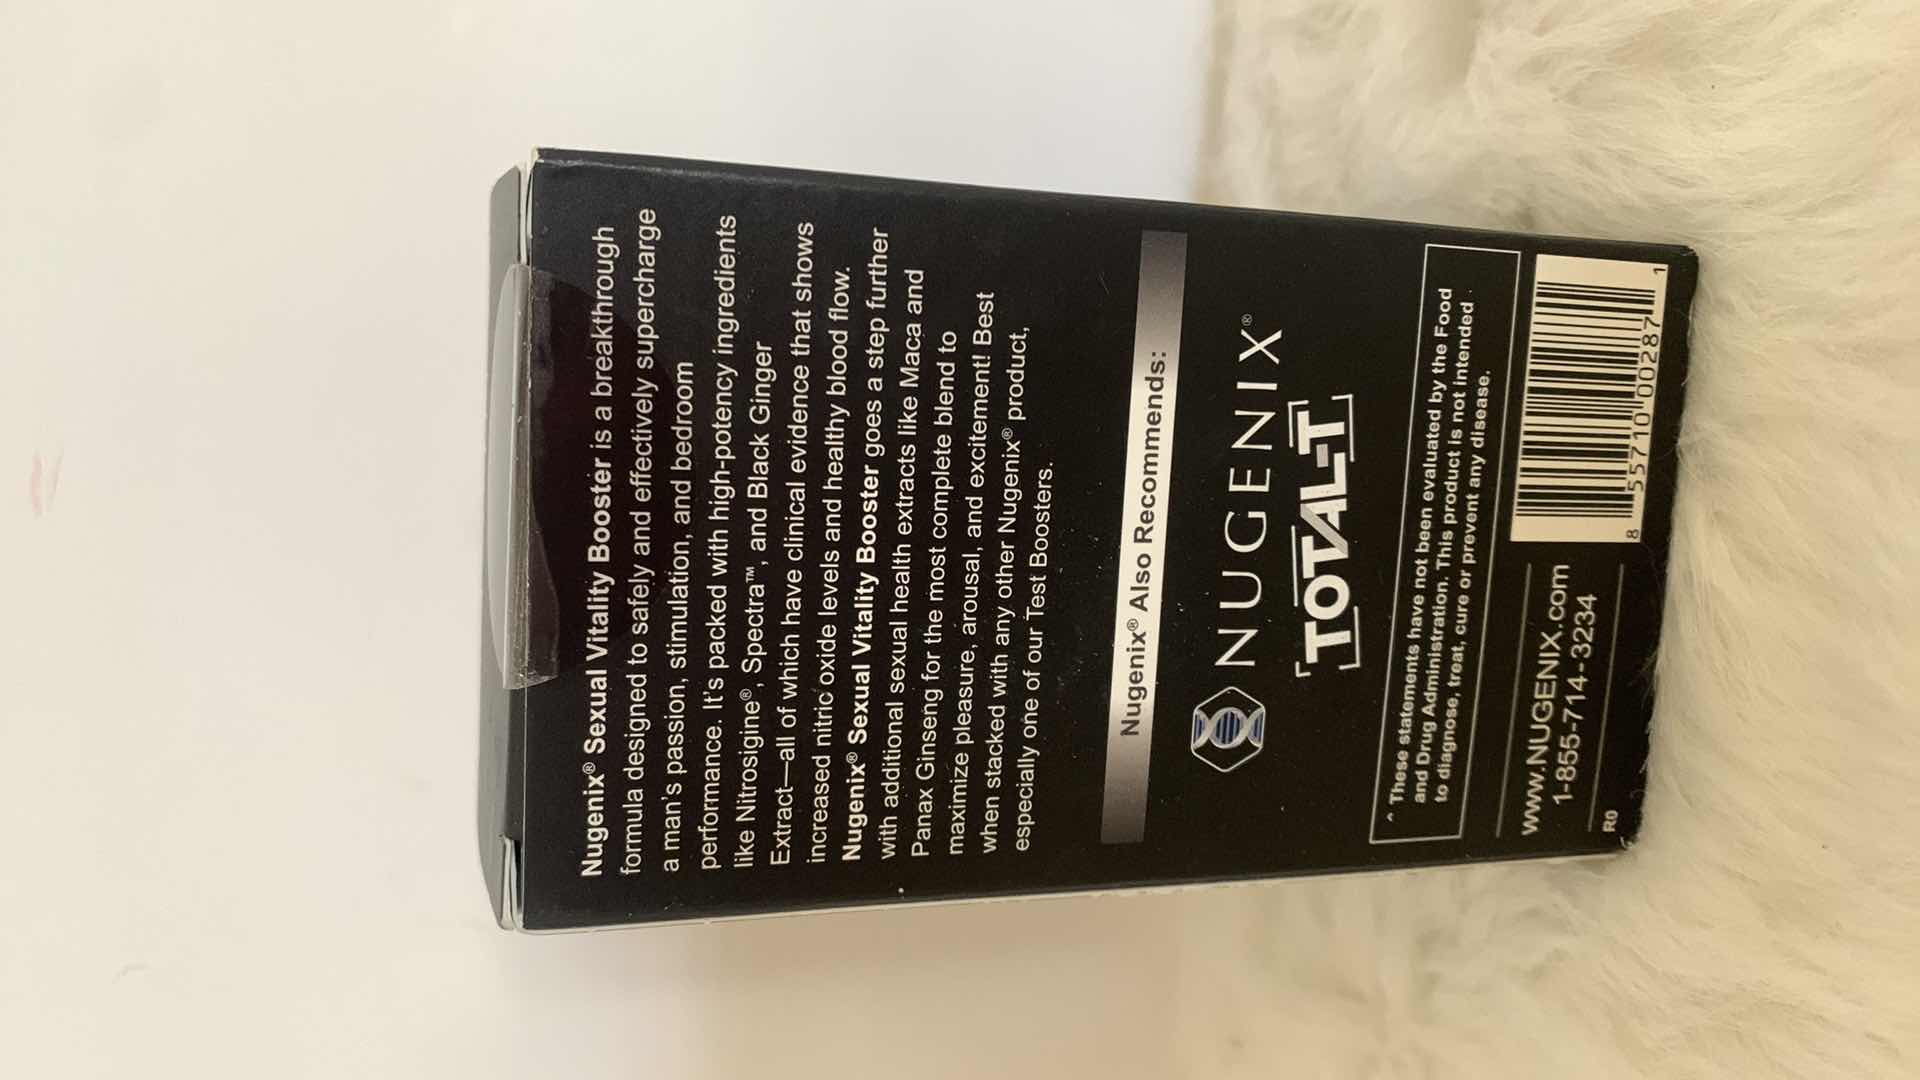 Nugenix® Sexual Vitality Booster is a breakthrough
formula designed to safely and effectively supercharge
a man's passion, stimulation, and bedroom
performance. It's packed with high-potency ingredients
like Nitrosigine®, Spectra™, and Black Ginger
Extract—all of which have clinical evidence that shows
increased nitric oxide levels and healthy blood flow.
Nugenix® Sexual Vitality Booster goes a step further
with additional sexual health extracts like Maca and
Panax Ginseng for the most complete blend to
maximize pleasure, arousal, and excitement! Best
when stacked with any other Nugenix® product,
especially one of our Test Boosters.
Nugenix® Also Recommends:
NUGENIX®
TOTAL-T
^ These statements have not been evaluated by the Food
and Drug Administration. This product is not intended
to diagnose, treat, cure or prevent any disease.
www.NUGENIX.com
1-855-714-3234
R0
8 55710 00287 1